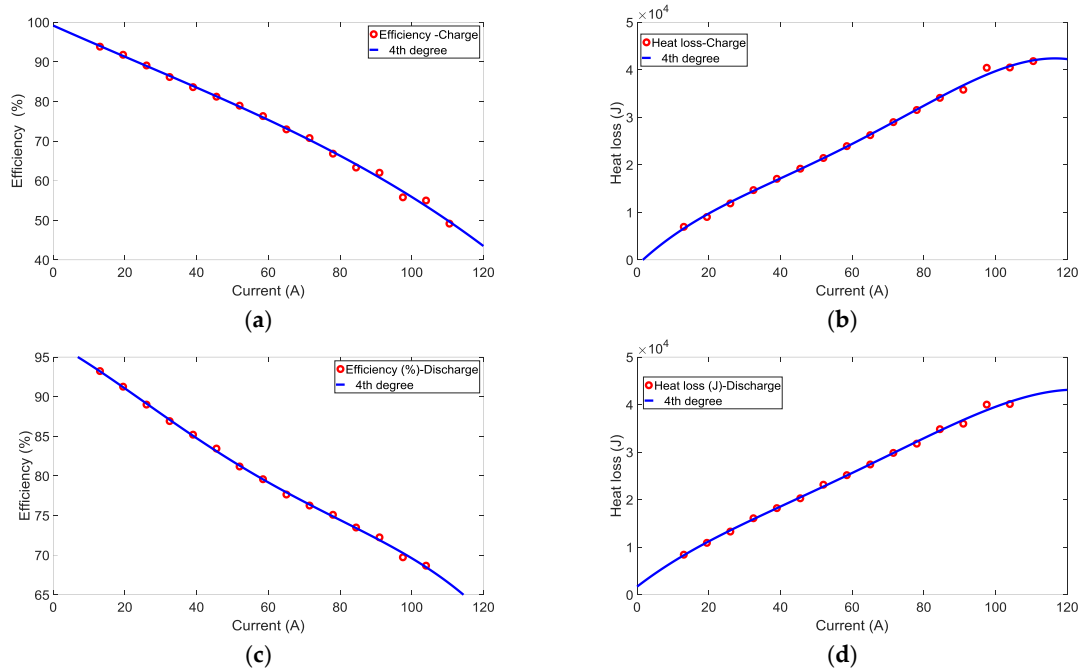 100
90
80
70
60
50
40
Efficiency (%)
Efficiency -Charge
4th degree
0 20 40 60 80 100 120
Current (A)
(a)
×10⁴
5
4
3
2
1
0
Heat loss (J)
Heat loss-Charge
4th degree
0 20 40 60 80 100 120
Current (A)
(b)
95
90
85
80
75
70
65
Efficiency (%)
Efficiency (%)-Discharge
4th degree
0 20 40 60 80 100 120
Current (A)
(c)
×10⁴
5
4
3
2
1
0
Heat loss (J)
Heat loss (J)-Discharge
4th degree
0 20 40 60 80 100 120
Current (A)
(d)